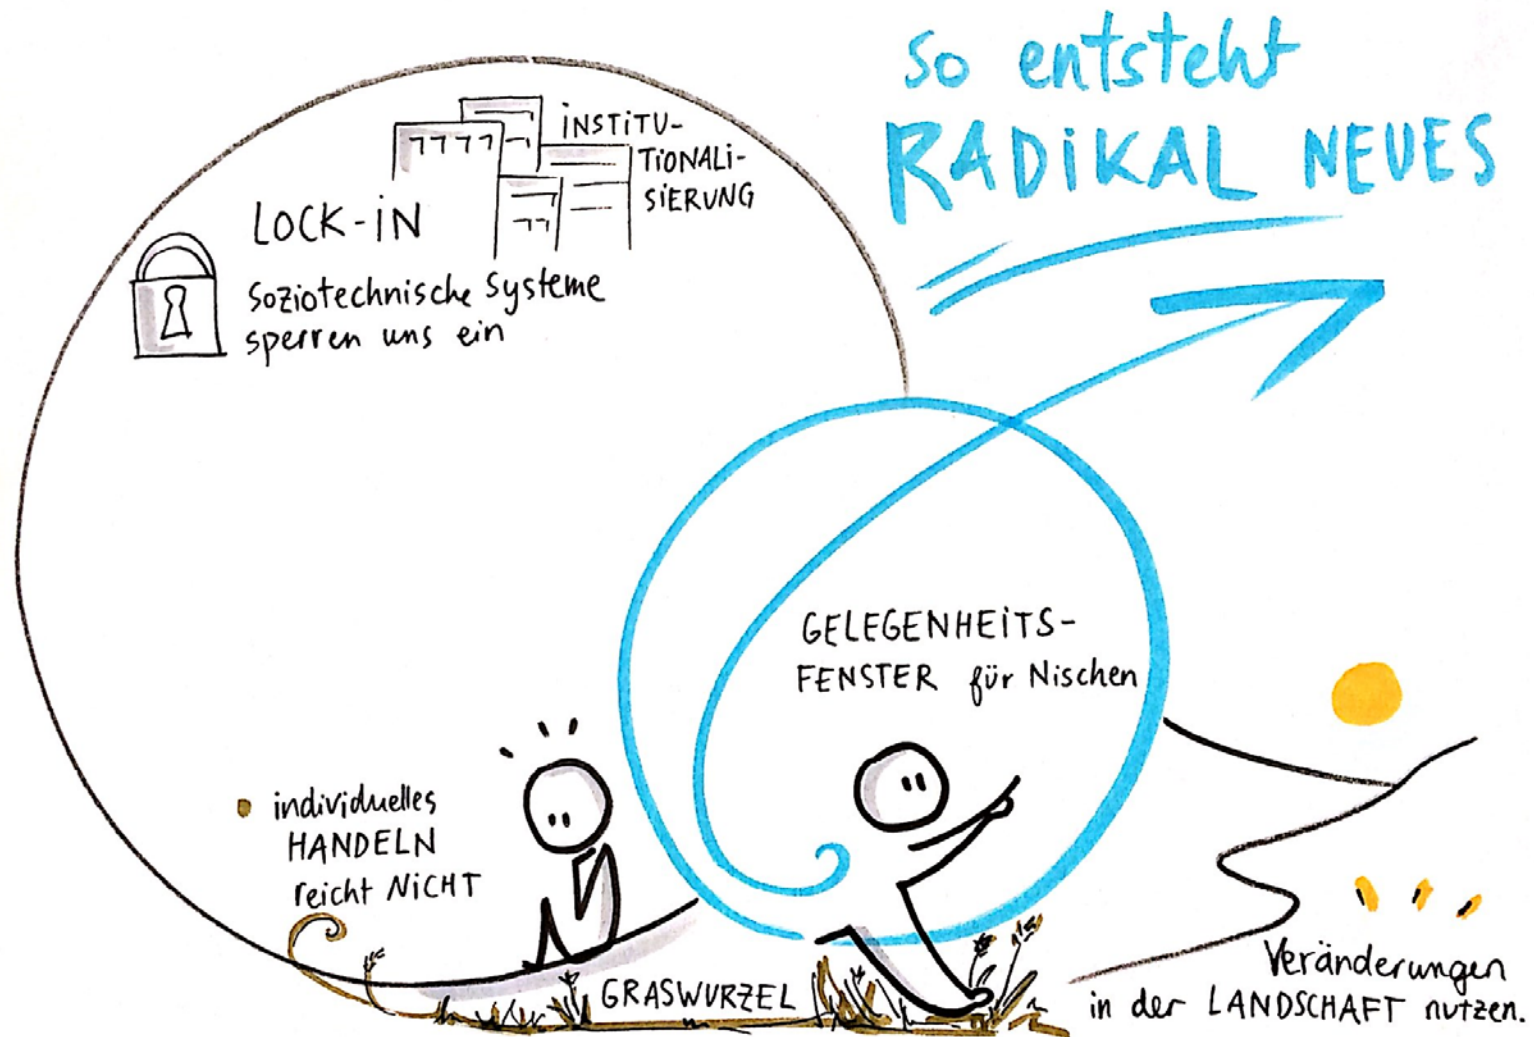 So entsteht
RADiKAL NEUES
iNSTiTU-
TiONALi-
SiERUNG
LOCK-iN
Soziotechnische Systeme
sperren uns ein
GELEGENHEiTS-
FENSTER für Nischen
individuelles
HANDELN
reicht NiCHT
GRASWURZEL
Veränderungen
in der LANDSCHAFT nutzen.